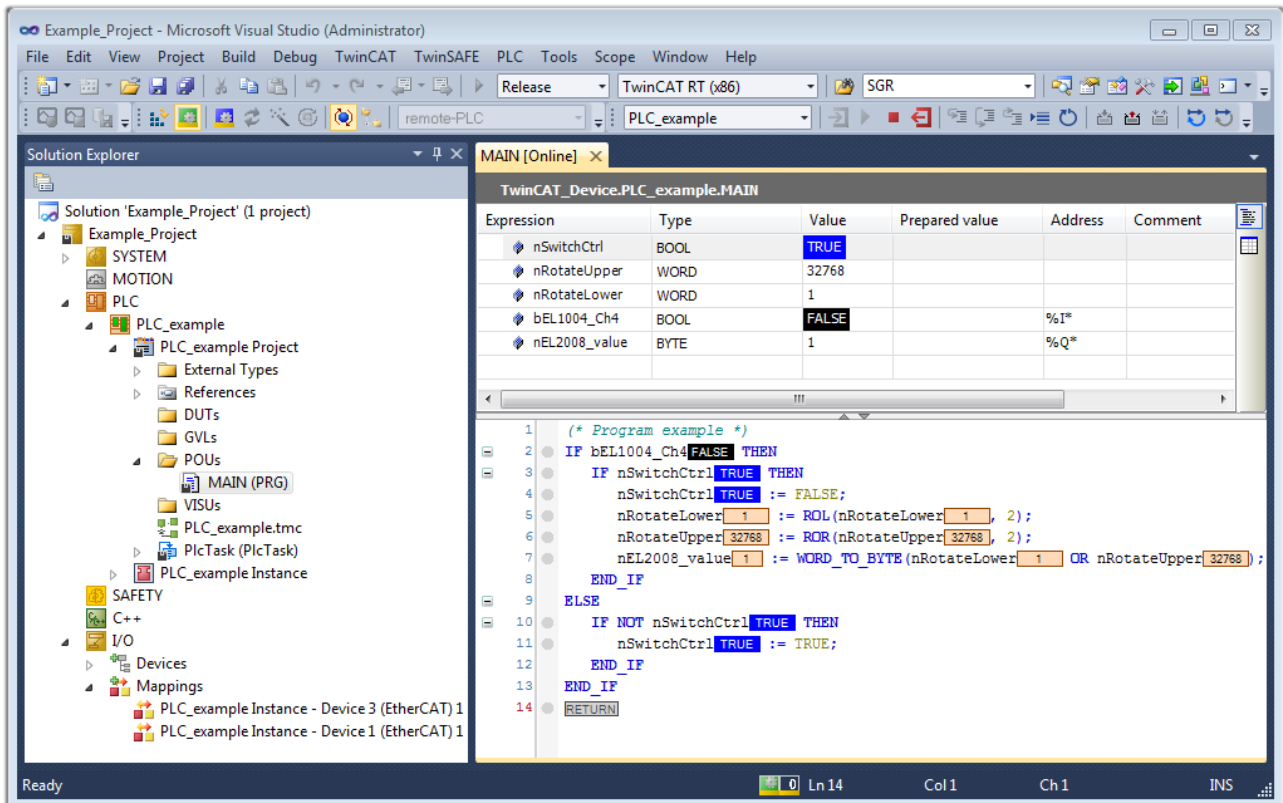 Example_Project - Microsoft Visual Studio (Administrator)
File Edit View Project Build Debug TwinCAT TwinSAFE PLC Tools Scope Window Help
Release TwinCAT RT (x86) SGR
remote-PLC PLC_example
Solution Explorer
MAIN [Online]
Solution 'Example_Project' (1 project)
Example_Project
SYSTEM
MOTION
PLC
PLC_example
PLC_example Project
External Types
References
DUTs
GVLs
POUs
MAIN (PRG)
VISUs
PLC_example.tmc
PlcTask (PlcTask)
PLC_example Instance
SAFETY
C++
I/O
Devices
Mappings
PLC_example Instance - Device 3 (EtherCAT) 1
PLC_example Instance - Device 1 (EtherCAT) 1
TwinCAT_Device.PLC_example.MAIN
Expression Type Value Prepared value Address Comment
nSwitchCtrl BOOL TRUE
nRotateUpper WORD 32768
nRotateLower WORD 1
bEL1004_Ch4 BOOL FALSE %I*
nEL2008_value BYTE 1 %Q*
1 (* Program example *)
2 IF bEL1004_Ch4 FALSE THEN
3 IF nSwitchCtrl TRUE THEN
4 nSwitchCtrl TRUE := FALSE;
5 nRotateLower 1 := ROL(nRotateLower 1 , 2);
6 nRotateUpper 32768 := ROR(nRotateUpper 32768 , 2);
7 nEL2008_value 1 := WORD_TO_BYTE(nRotateLower 1 OR nRotateUpper 32768 );
8 END_IF
9 ELSE
10 IF NOT nSwitchCtrl TRUE THEN
11 nSwitchCtrl TRUE := TRUE;
12 END_IF
13 END_IF
14 RETURN
Ready 0 Ln 14 Col 1 Ch 1 INS